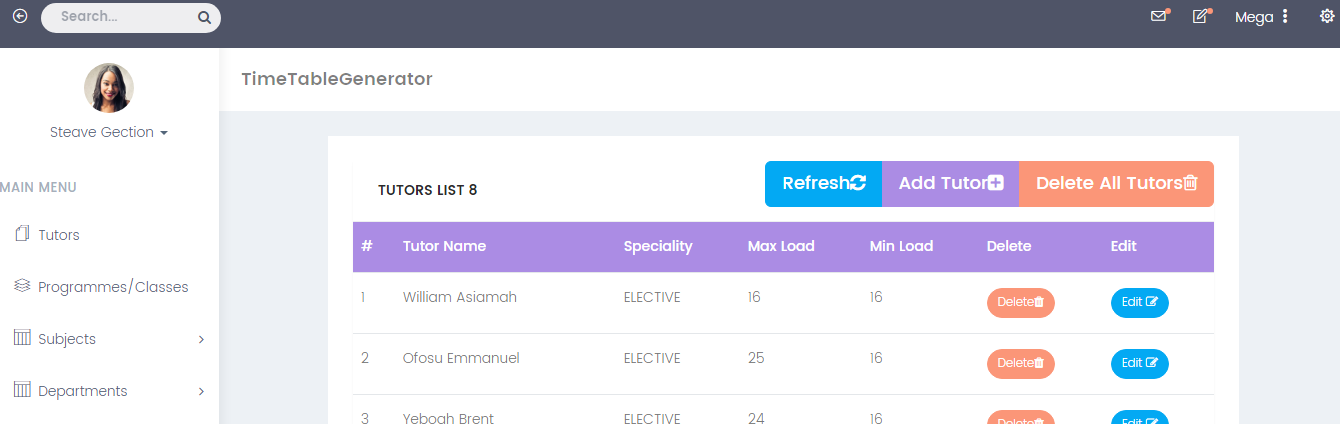 Search...
Mega
TimeTableGenerator
Steave Gection
MAIN MENU
Tutors
Programmes/Classes
Subjects
Departments
TUTORS LIST 8
Refresh Add Tutor Delete All Tutors
# Tutor Name Speciality Max Load Min Load Delete Edit
1 William Asiamah ELECTIVE 16 16 Delete Edit
2 Ofosu Emmanuel ELECTIVE 25 16 Delete Edit
3 Yeboah Brent ELECTIVE 24 16 Delete Edit